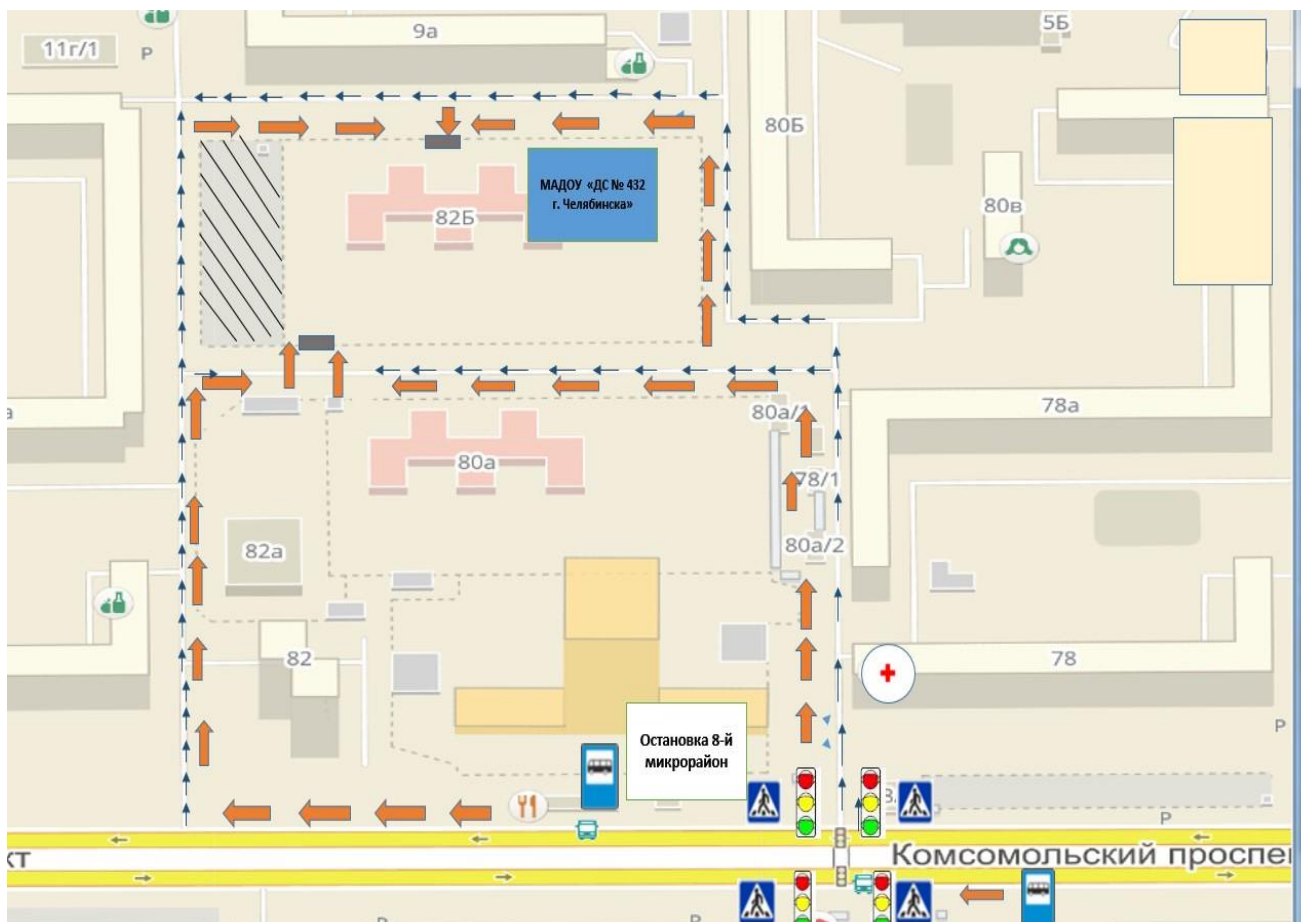 9а
5Б
11г/1
Р
80Б
МАДОУ «ДС № 432
г. Челябинска»
80в
82Б
а
78а
80а/1
80а
78/1
80а/2
82а
82
78
Остановка 8-й
микрорайон
Р
Р
кт
Комсомольский проспе
Р
Р